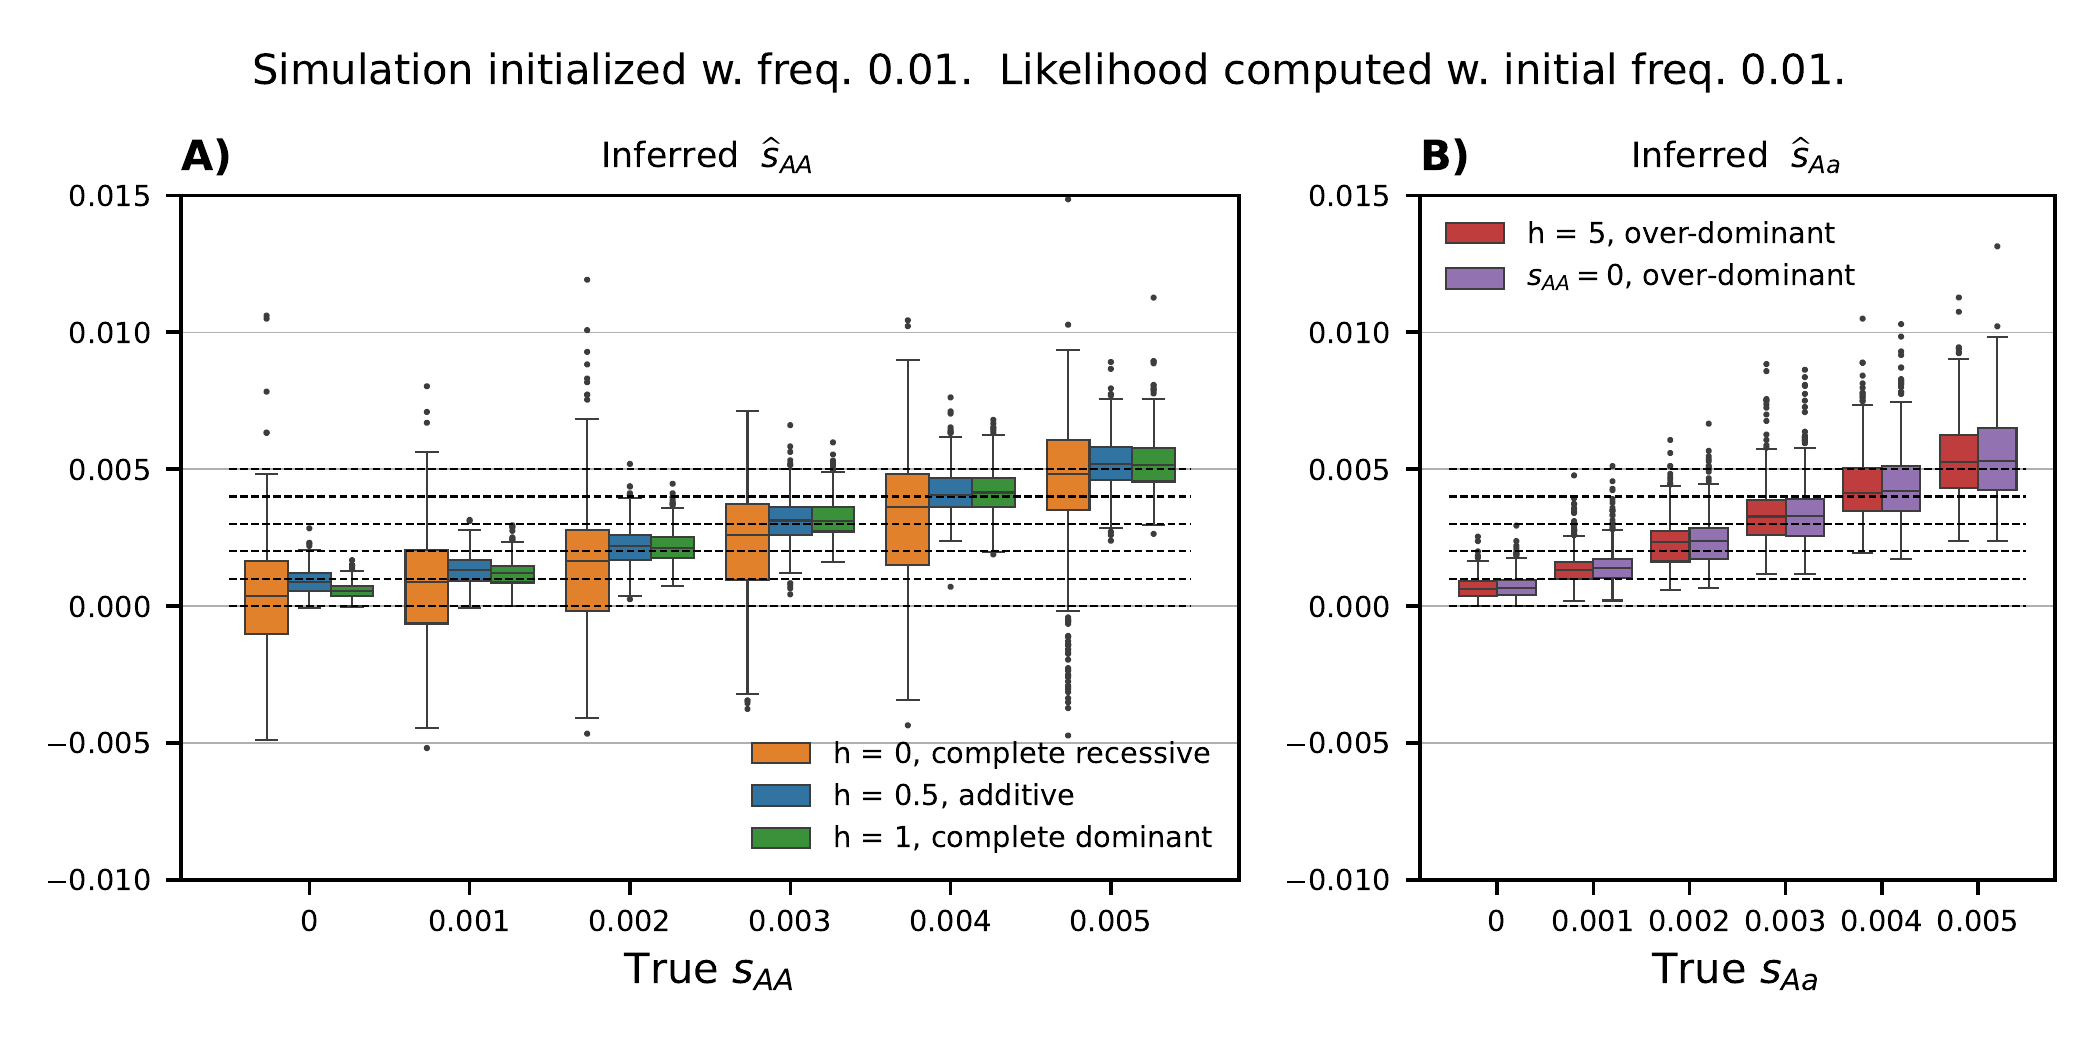 Simulation initialized w. freq. 0.01.  Likelihood computed w. initial freq. 0.01.
A)
Inferred ŝ_AA
0.015
0.010
0.005
0.000
−0.005
−0.010
h = 0, complete recessive
h = 0.5, additive
h = 1, complete dominant
0 0.001 0.002 0.003 0.004 0.005
True s_AA
B)
Inferred ŝ_Aa
0.015
0.010
0.005
0.000
−0.005
−0.010
h = 5, over-dominant
s_AA = 0, over-dominant
0 0.001 0.002 0.003 0.004 0.005
True s_Aa